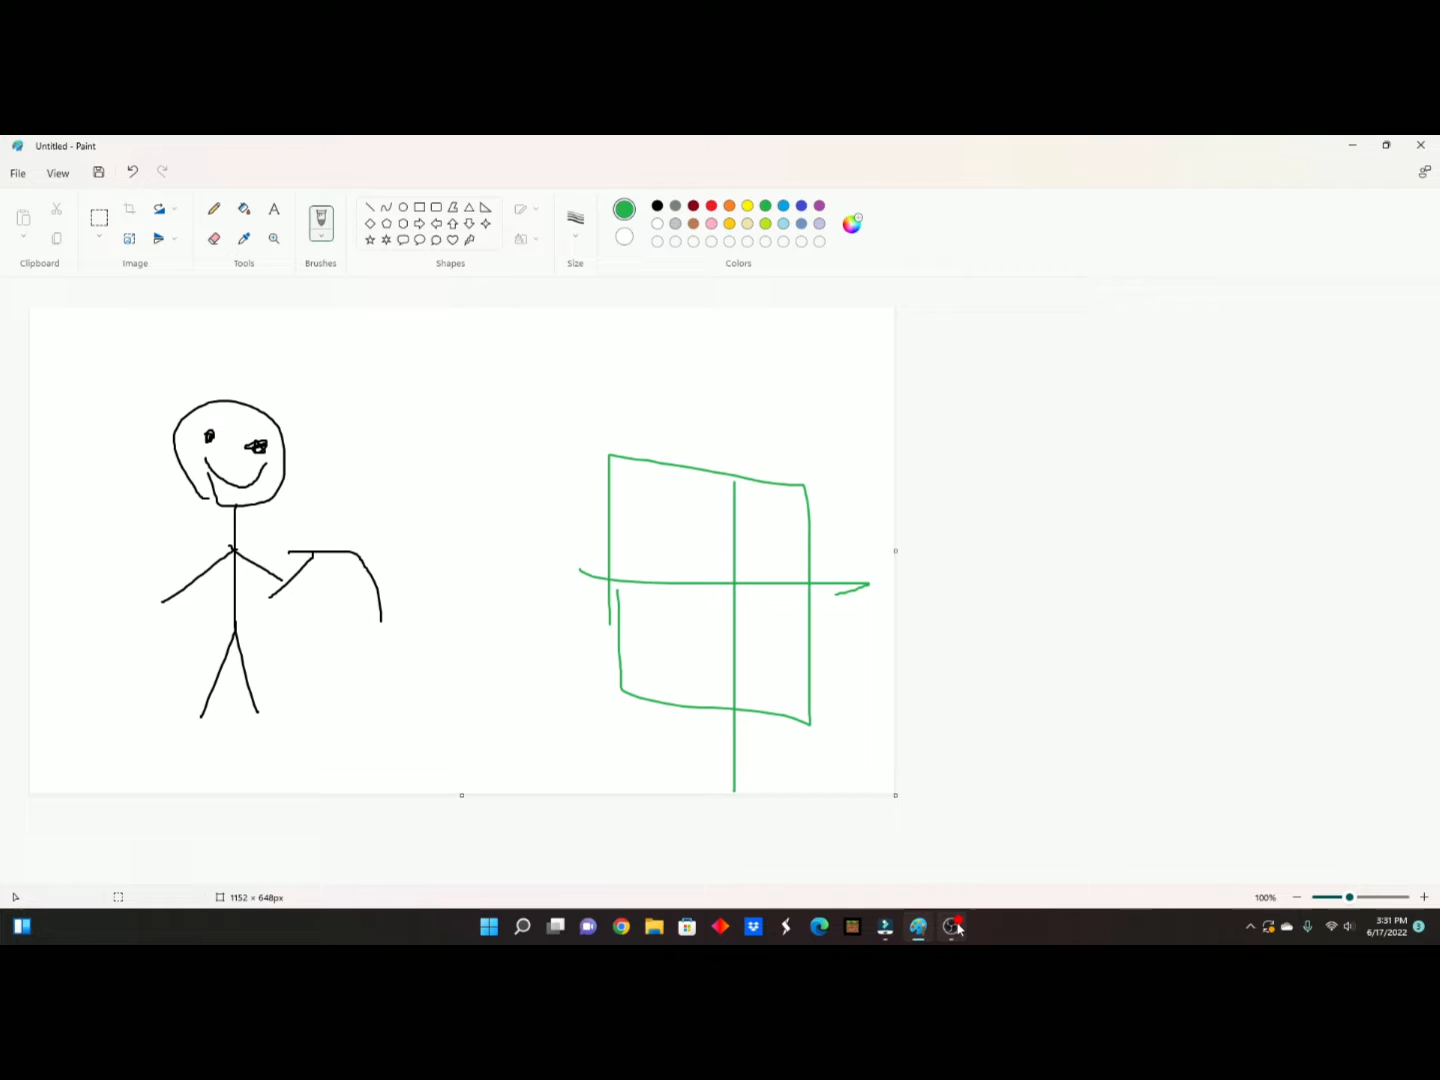 Untitled - Paint
File View
A
Clipboard Image Tools Brushes Shapes Size Colors
1152 × 648px 100%
3:31 PM
6/17/2022 3